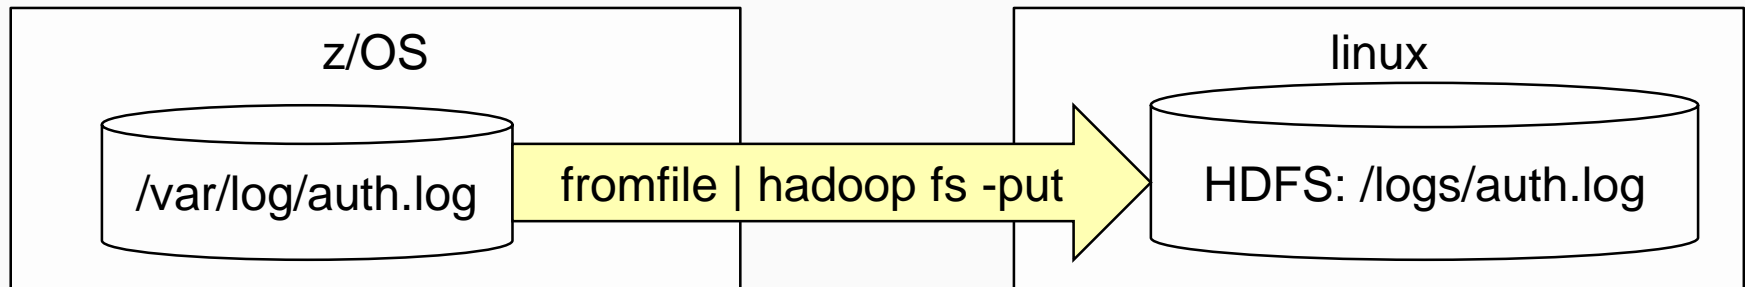 z/OS
linux
/var/log/auth.log
fromfile | hadoop fs -put
HDFS: /logs/auth.log